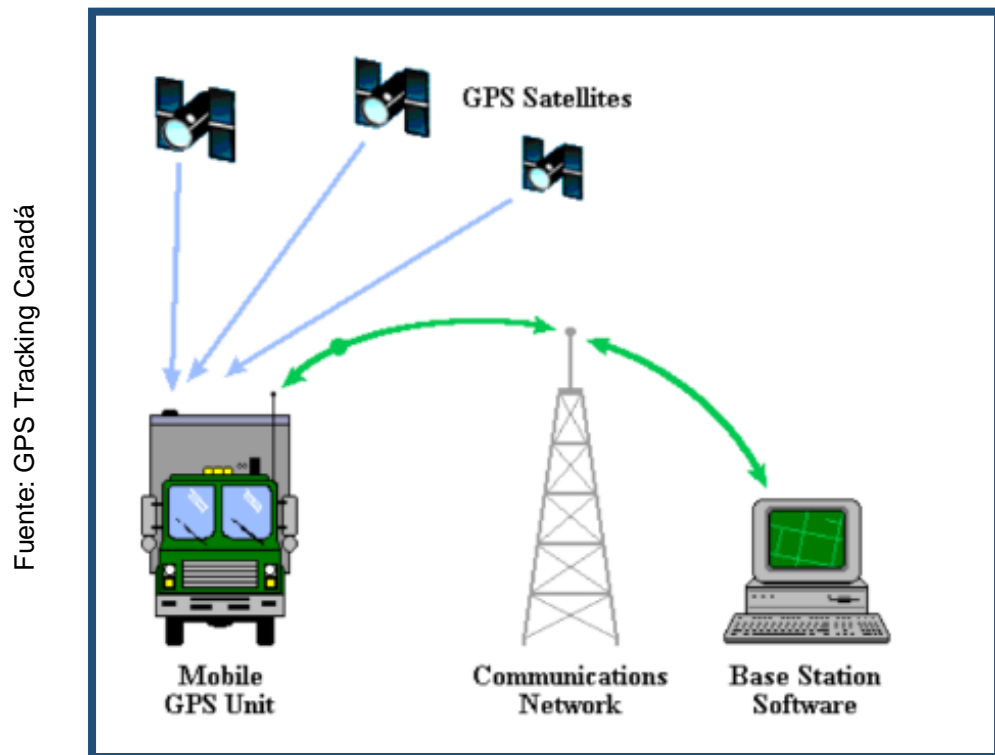 Fuente: GPS Tracking Canadá
GPS Satellites
Mobile
GPS Unit
Communications
Network
Base Station
Software